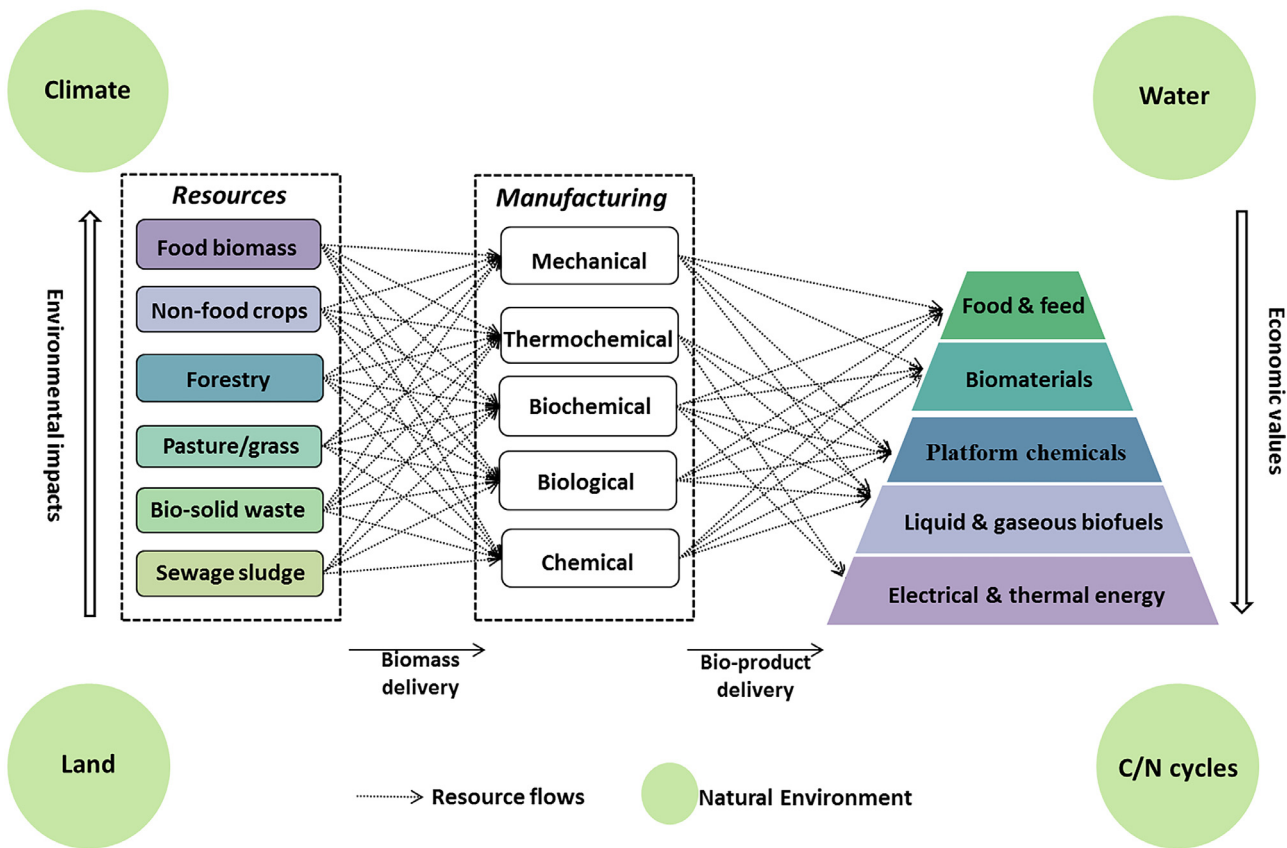 Climate
Water
Resources
Manufacturing
Food biomass
Non-food crops
Forestry
Pasture/grass
Bio-solid waste
Sewage sludge
Environmental impacts
Mechanical
Thermochemical
Biochemical
Biological
Chemical
Food & feed
Biomaterials
Platform chemicals
Liquid & gaseous biofuels
Electrical & thermal energy
Economic values
Biomass
delivery
Bio-product
delivery
Land
C/N cycles
Resource flows
Natural Environment